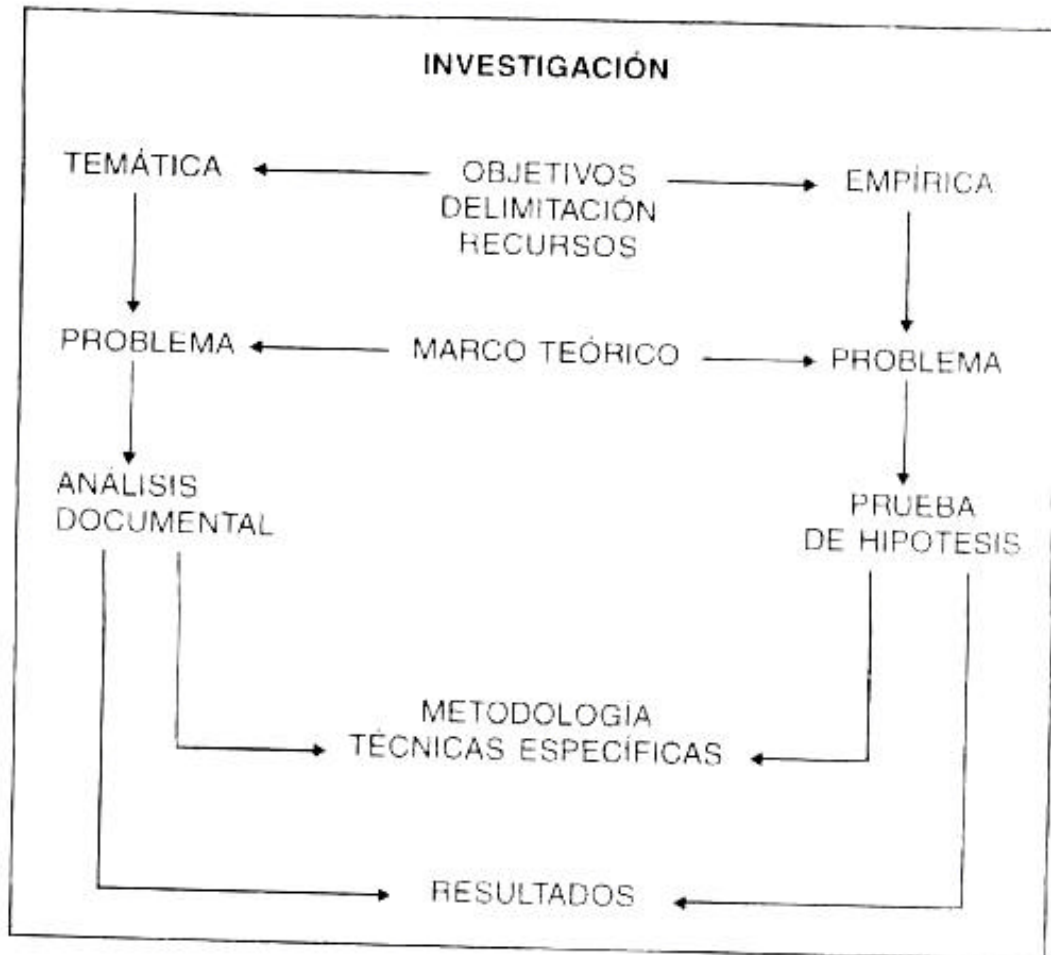 INVESTIGACIÓN
TEMÁTICA
OBJETIVOS
DELIMITACIÓN
RECURSOS
EMPÍRICA
PROBLEMA
MARCO TEÓRICO
PROBLEMA
ANÁLISIS
DOCUMENTAL
PRUEBA
DE HIPOTESIS
METODOLOGÍA
TÉCNICAS ESPECÍFICAS
RESULTADOS